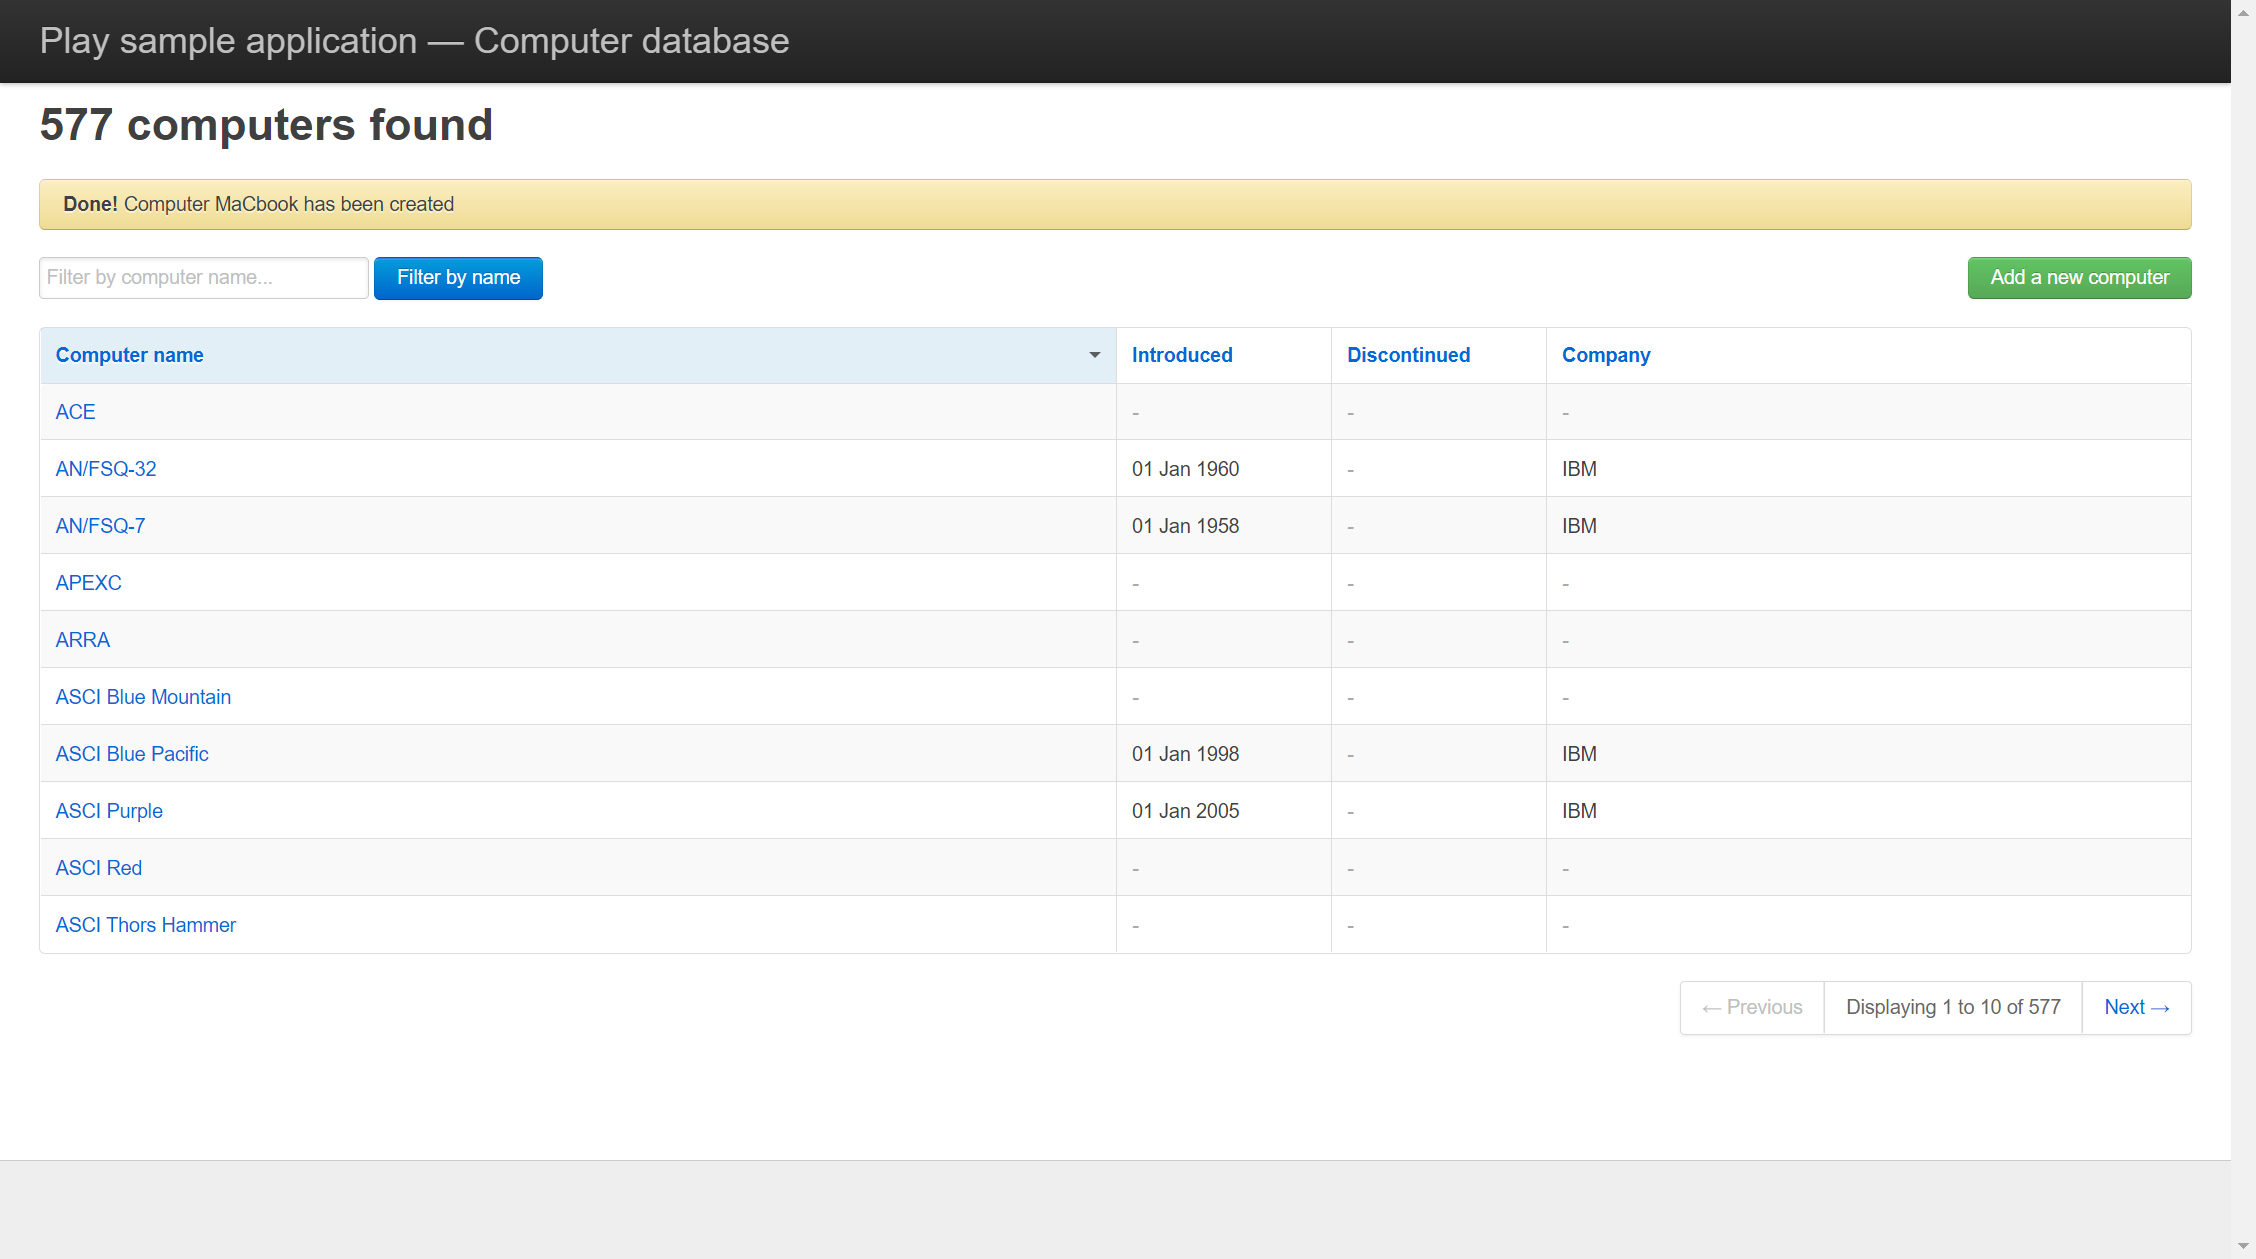 Play sample application — Computer database
577 computers found
Done! Computer MaCbook has been created
Filter by computer name...
Filter by name
Add a new computer
Computer name Introduced Discontinued Company
ACE - - -
AN/FSQ-32 01 Jan 1960 - IBM
AN/FSQ-7 01 Jan 1958 - IBM
APEXC - - -
ARRA - - -
ASCI Blue Mountain - - -
ASCI Blue Pacific 01 Jan 1998 - IBM
ASCI Purple 01 Jan 2005 - IBM
ASCI Red - - -
ASCI Thors Hammer - - -
← Previous Displaying 1 to 10 of 577 Next →